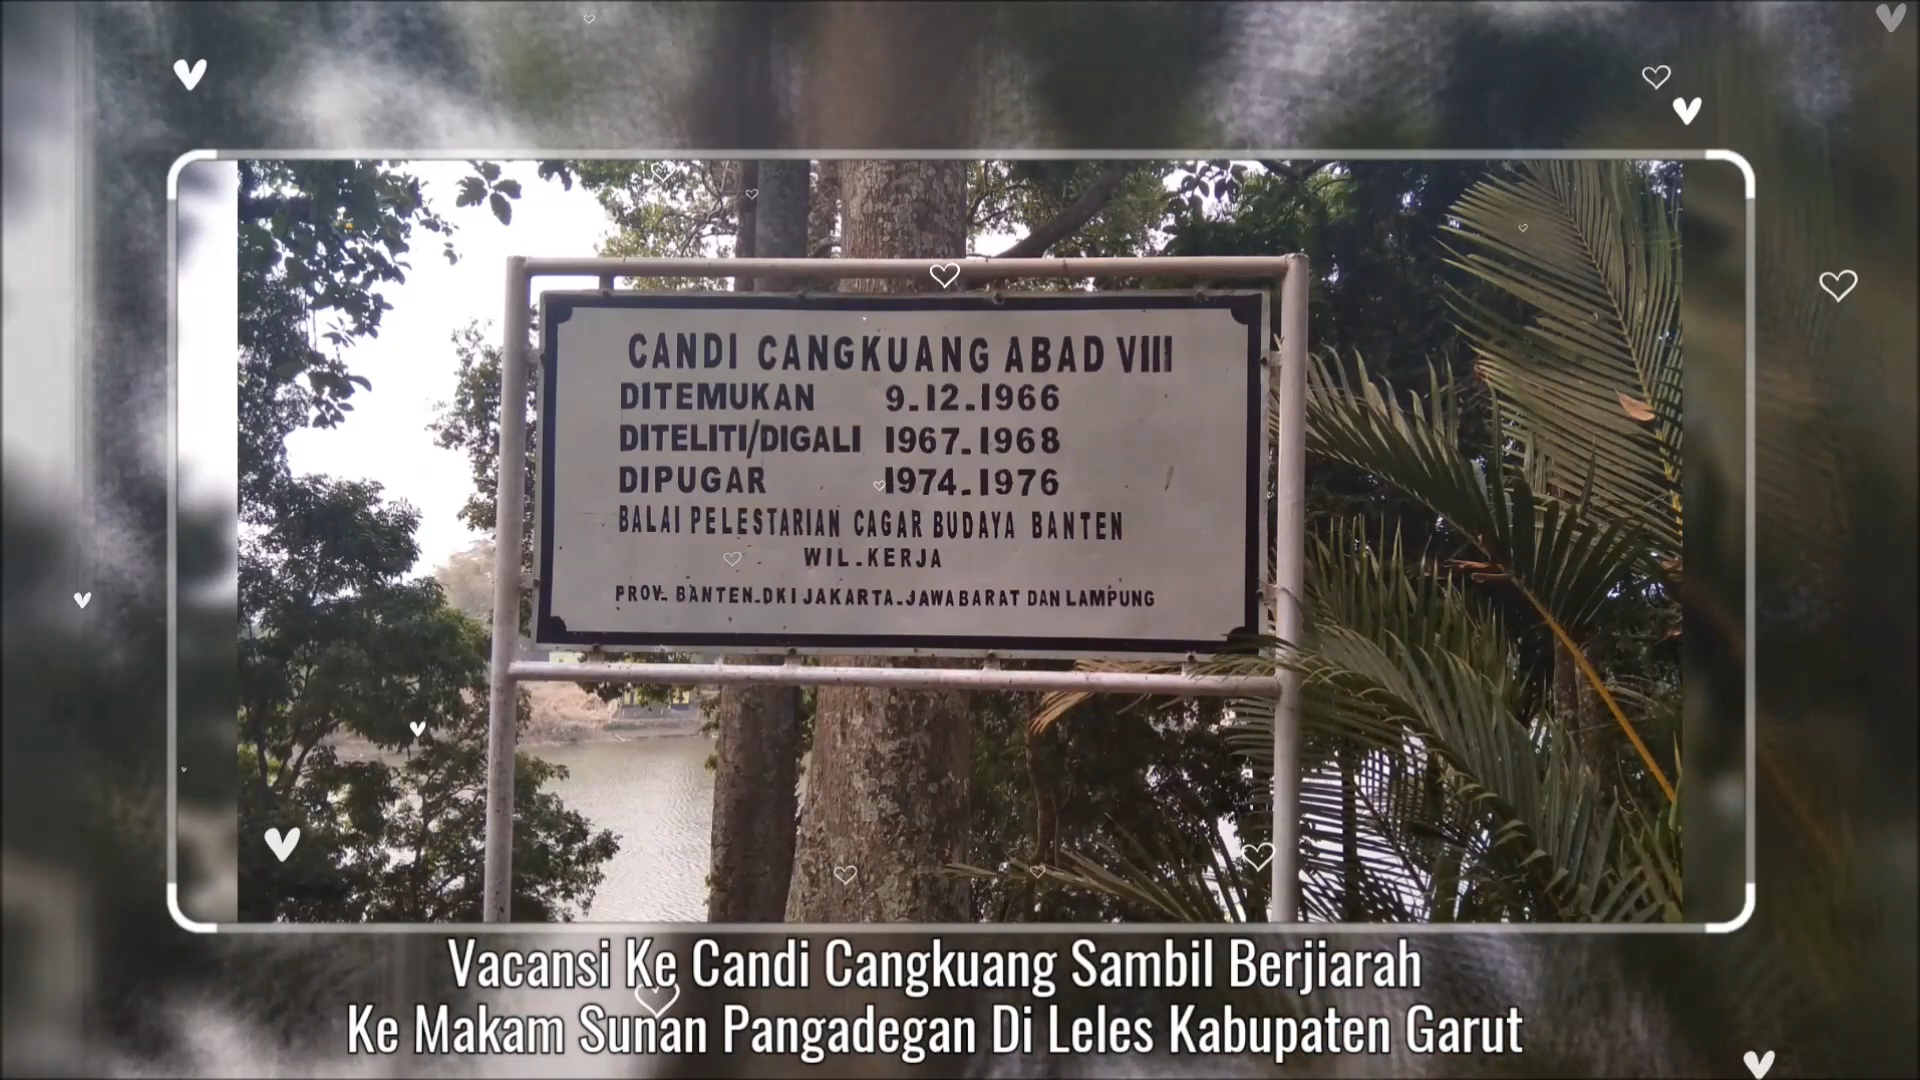 CANDI CANGKUANG ABAD VIII
DITEMUKAN 9.12.1966
DITELITI/DIGALI 1967.1968
DIPUGAR 1974.1976
BALAI PELESTARIAN CAGAR BUDAYA BANTEN
WIL.KERJA
PROV. BANTEN.DKI JAKARTA.JAWA BARAT DAN LAMPUNG
Vacansi Ke Candi Cangkuang Sambil Berjiarah
Ke Makam Sunan Pangadegan Di Leles Kabupaten Garut